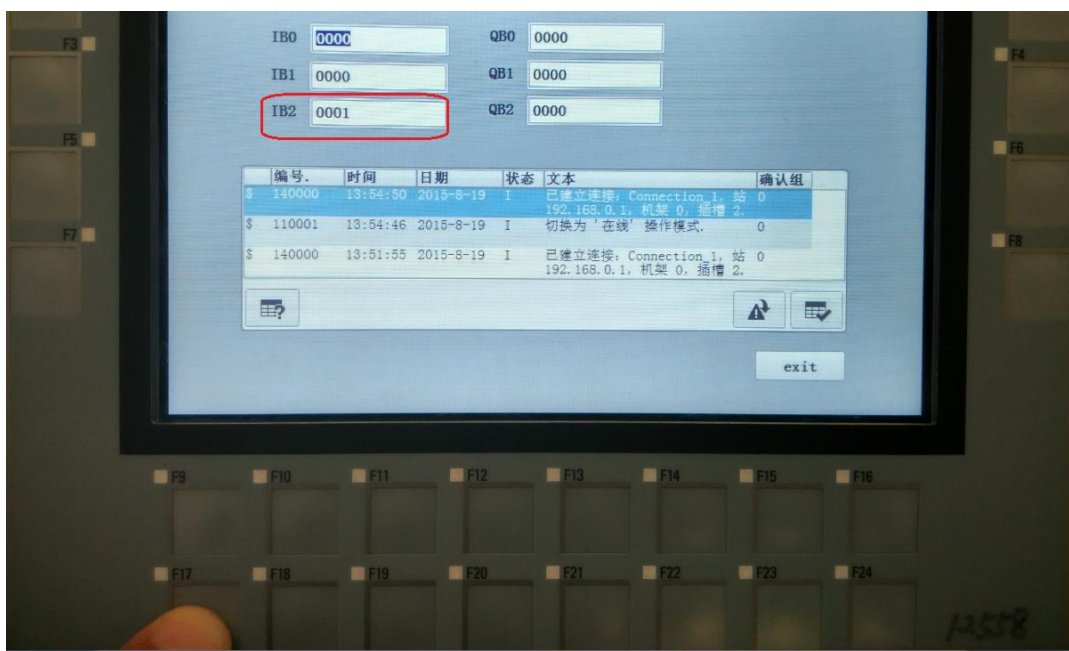 IB0 0000 QB0 0000
F3
F4
IB1 0000 QB1 0000
IB2 0001 QB2 0000
F5
F6
编号. 时间 日期 状态 文本 确认组
$ 140000 13:54:50 2015-8-19 I 已建立连接: Connection_1, 站 0
192.168.0.1, 机架 0, 插槽 2.
$ 110001 13:54:46 2015-8-19 I 切换为 '在线' 操作模式. 0
F7
F8
$ 140000 13:51:55 2015-8-19 I 已建立连接: Connection_1, 站 0
192.168.0.1, 机架 0, 插槽 2.
?
exit
F9 F10 F11 F12 F13 F14 F15 F16
F17 F18 F19 F20 F21 F22 F23 F24
12558